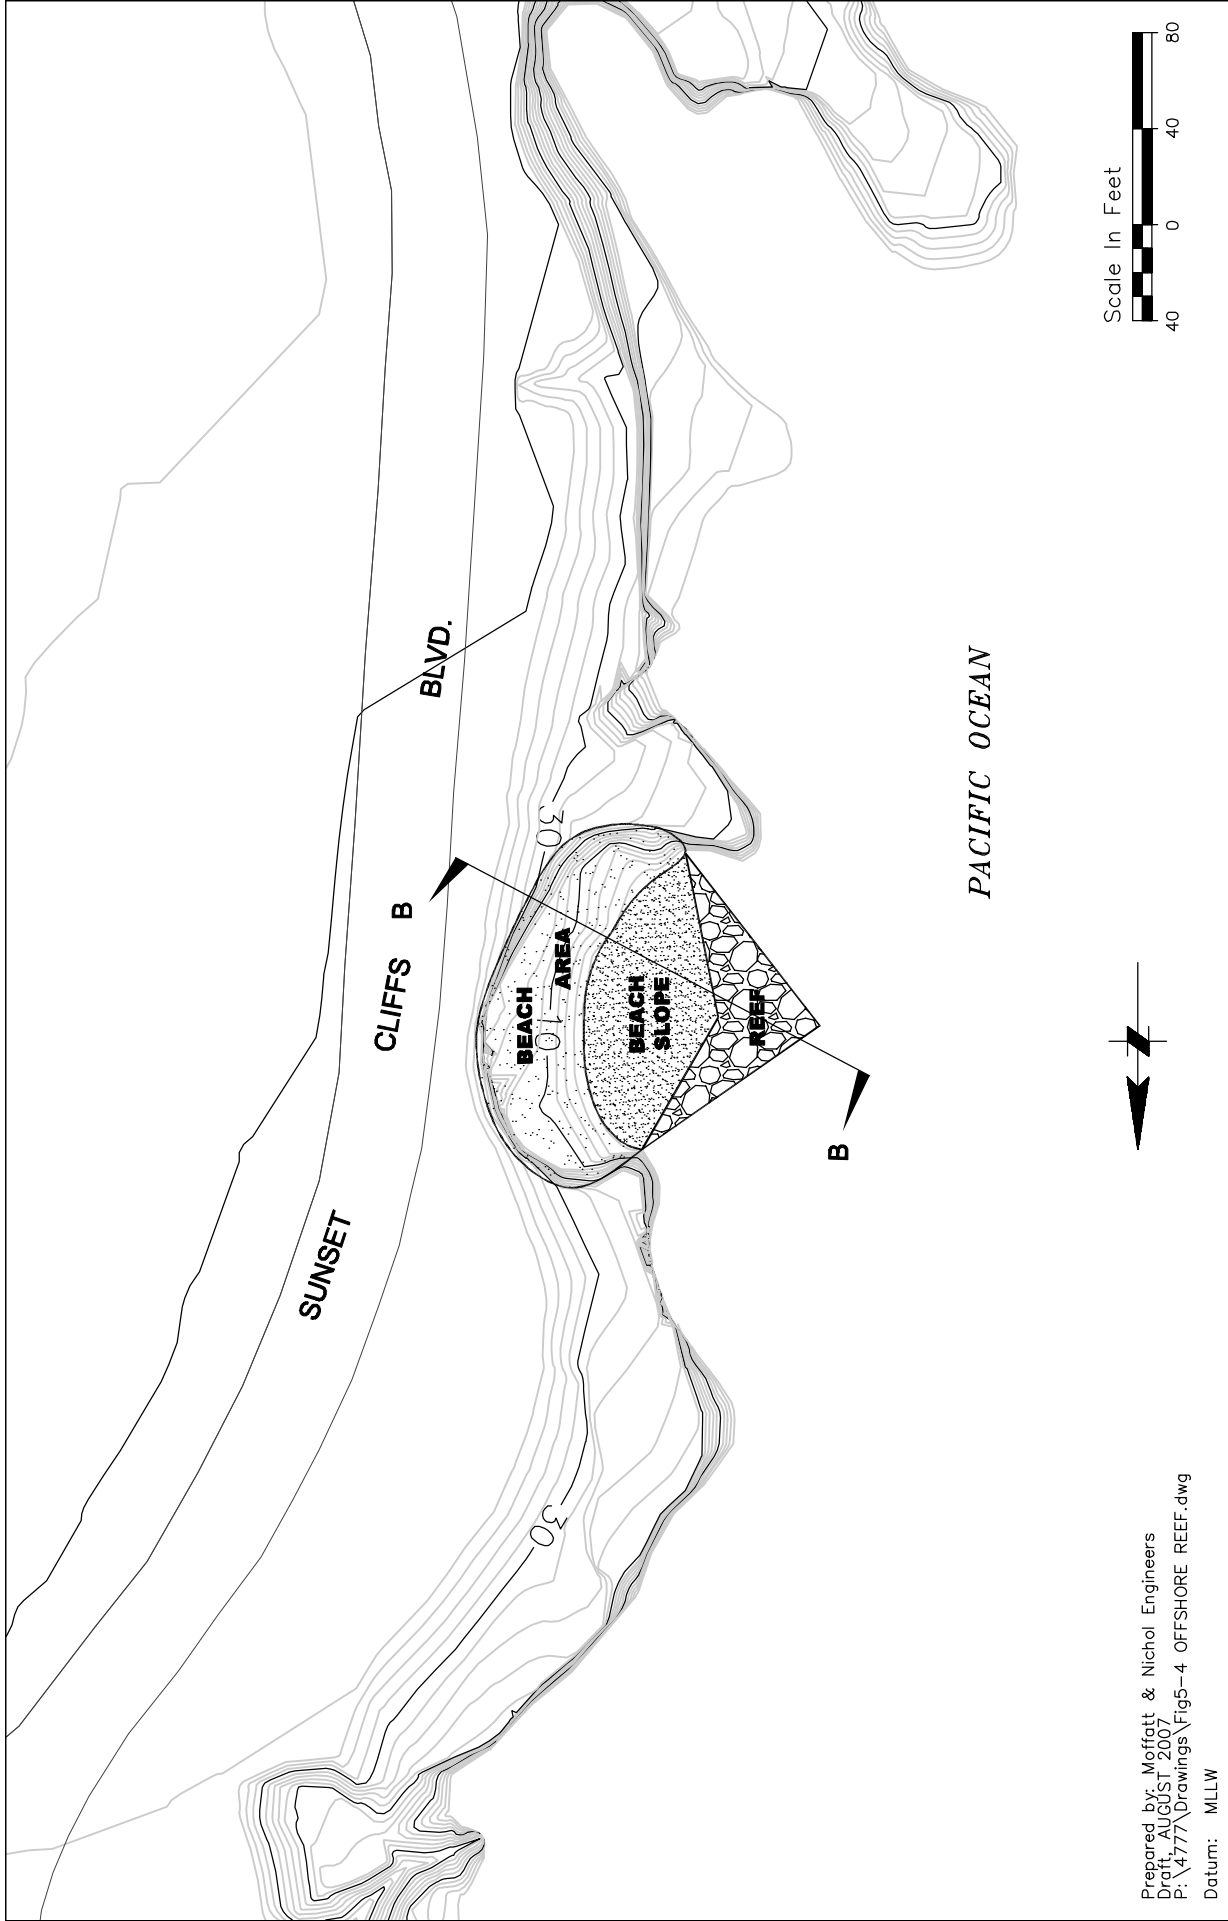 SUNSET
CLIFFS
BLVD.
B
30
30
BEACH
AREA
10
BEACH
SLOPE
REEF
B
PACIFIC OCEAN
Scale In Feet
40 0 40 80
Prepared by: Moffatt & Nichol Engineers
Draft, AUGUST 2007
P: \4777\Drawings\Fig5-4 OFFSHORE REEF.dwg
Datum: MLLW